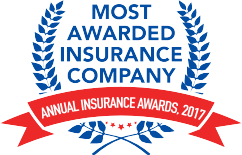 MOST
AWARDED
INSURANCE
COMPANY
ANNUAL INSURANCE AWARDS, 2017